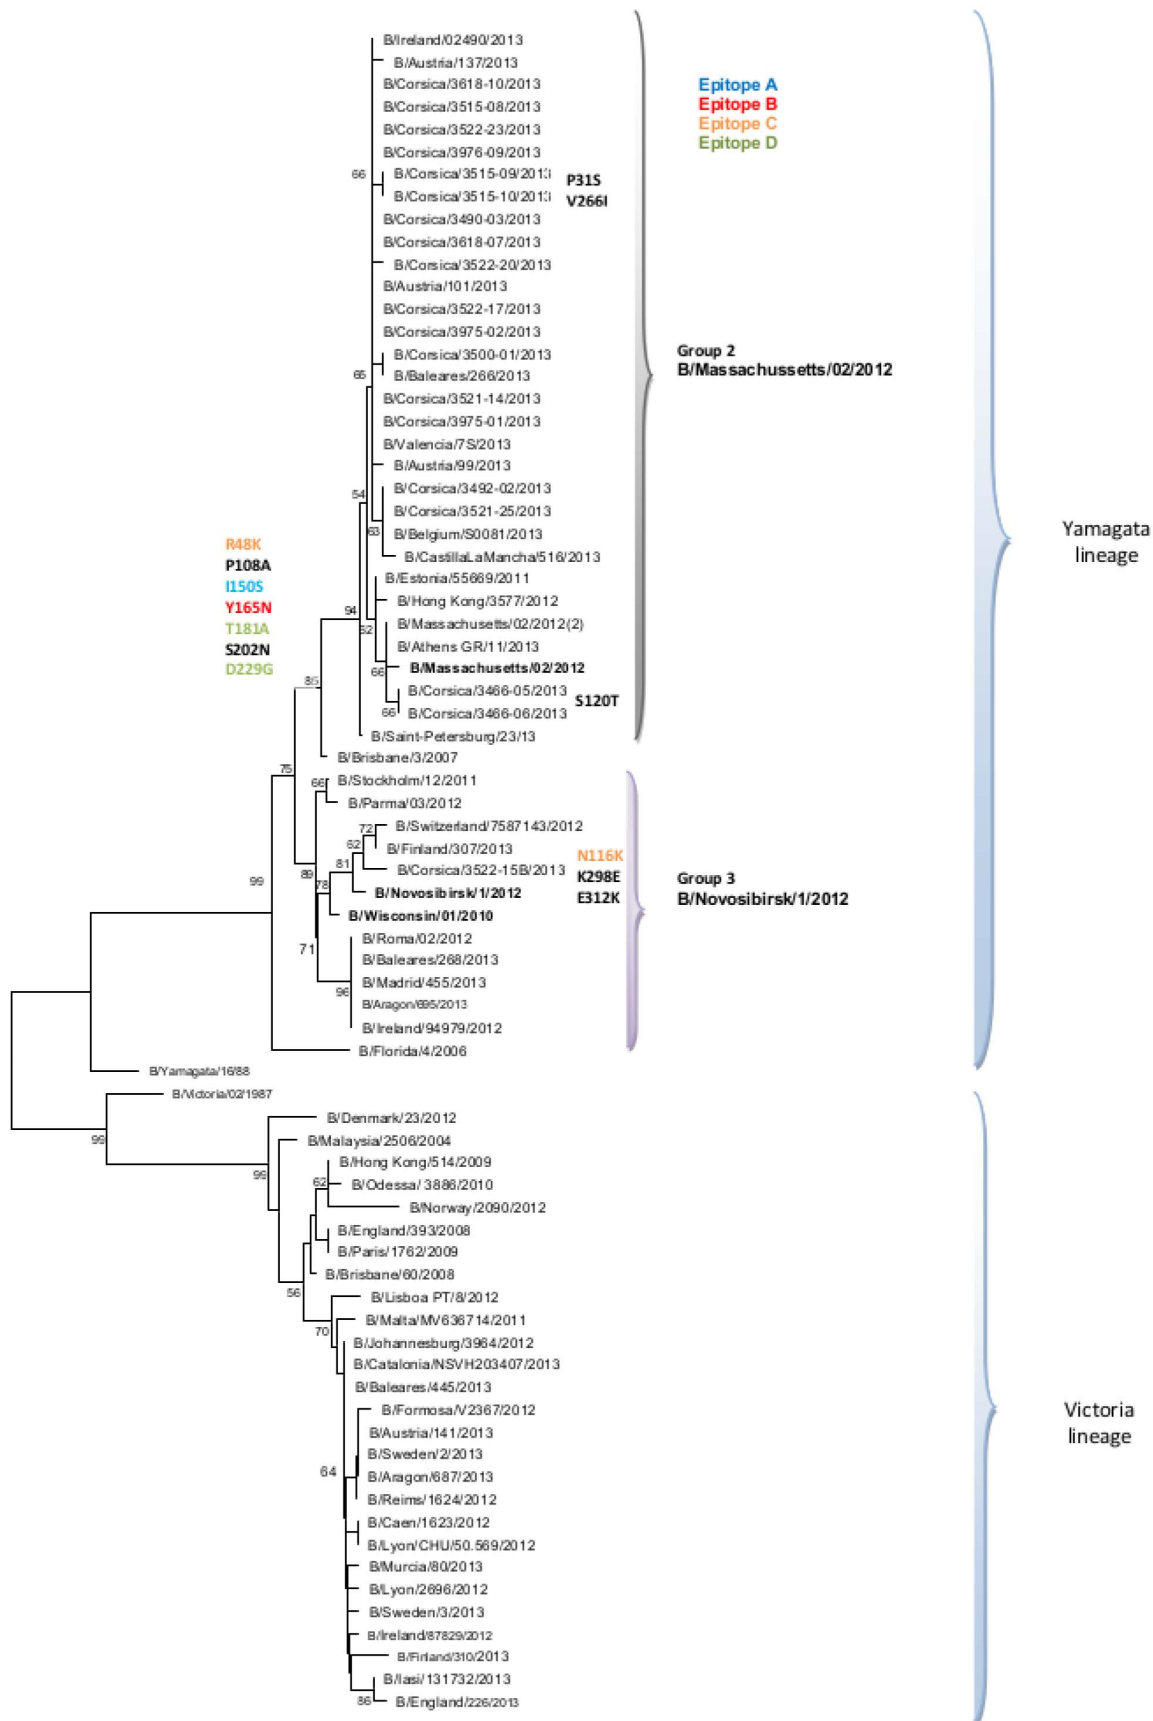 B/Ireland/02490/2013
B/Austria/137/2013
B/Corsica/3618-10/2013
Epitope A
B/Corsica/3515-08/2013
Epitope B
B/Corsica/3522-23/2013
Epitope C
B/Corsica/3976-09/2013
Epitope D
66
B/Corsica/3515-09/2013
P31S
B/Corsica/3515-10/2013
V266I
B/Corsica/3490-03/2013
B/Corsica/3618-07/2013
B/Corsica/3522-20/2013
B/Austria/101/2013
B/Corsica/3522-17/2013
B/Corsica/3975-02/2013
B/Corsica/3500-01/2013
Group 2
B/Massachussetts/02/2012
65
B/Baleares/266/2013
B/Corsica/3521-14/2013
B/Corsica/3975-01/2013
B/Valencia/7S/2013
B/Austria/99/2013
54
B/Corsica/3492-02/2013
B/Corsica/3521-25/2013
63
B/Belgium/S0081/2013
Yamagata
lineage
R48K
B/CastillaLaMancha/516/2013
P108A
B/Estonia/55669/2011
I150S
B/Hong Kong/3577/2012
Y165N
94
B/Massachusetts/02/2012(2)
T181A
52
B/Athens GR/11/2013
S202N
66
B/Massachusetts/02/2012
D229G
85
B/Corsica/3466-05/2013
S120T
66
B/Corsica/3466-06/2013
B/Saint-Petersburg/23/13
B/Brisbane/3/2007
75
B/Stockholm/12/2011
66
B/Parma/03/2012
72
B/Switzerland/7587143/2012
62
B/Finland/307/2013
N116K
81
B/Corsica/3522-15B/2013
K298E
Group 3
89
78
B/Novosibirsk/1/2012
E312K
B/Novosibirsk/1/2012
99
B/Wisconsin/01/2010
B/Roma/02/2012
71
B/Baleares/268/2013
B/Madrid/455/2013
96
B/Aragon/695/2013
B/Ireland/94979/2012
B/Florida/4/2006
B/Yamagata/16/88
B/Victoria/02/1987
B/Denmark/23/2012
99
B/Malaysia/2506/2004
B/Hong Kong/514/2009
99
62
B/Odessa/ 3886/2010
B/Norway/2090/2012
B/England/393/2008
B/Paris/1762/2009
B/Brisbane/60/2008
56
B/Lisboa PT/8/2012
B/Malta/MV636714/2011
70
B/Johannesburg/3964/2012
B/Catalonia/NSVH203407/2013
B/Baleares/445/2013
B/Formosa/V2367/2012
Victoria
lineage
B/Austria/141/2013
B/Sweden/2/2013
64
B/Aragon/687/2013
B/Reims/1624/2012
B/Caen/1623/2012
B/Lyon/CHU/50.569/2012
B/Murcia/80/2013
B/Lyon/2696/2012
B/Sweden/3/2013
B/Ireland/87829/2012
B/Finland/310/2013
B/Iasi/131732/2013
86
B/England/226/2013